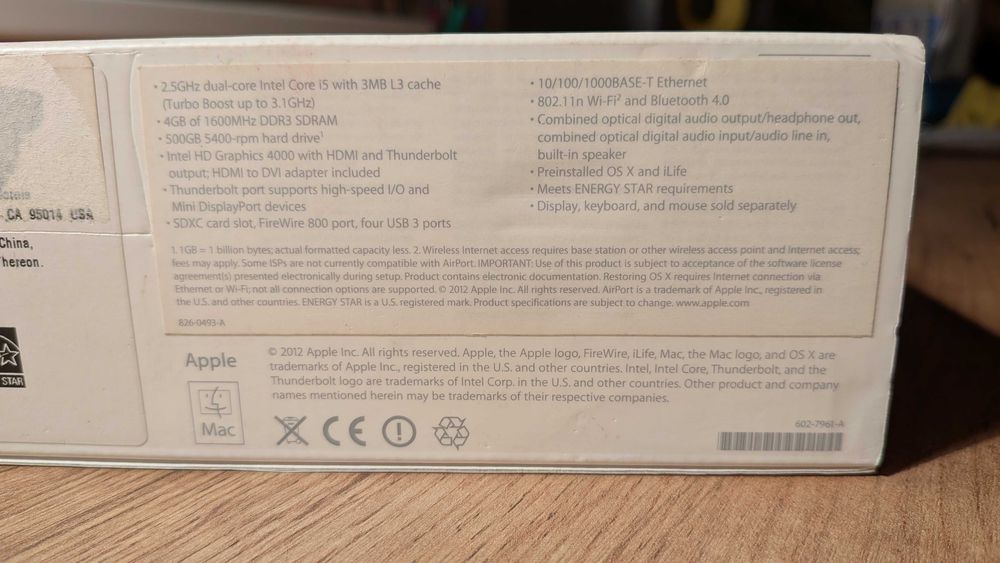 CA 95014 USA
China,
hereon.
STAR
• 2.5GHz dual-core Intel Core i5 with 3MB L3 cache
(Turbo Boost up to 3.1GHz)
• 4GB of 1600MHz DDR3 SDRAM
• 500GB 5400-rpm hard drive¹
• Intel HD Graphics 4000 with HDMI and Thunderbolt
output; HDMI to DVI adapter included
• Thunderbolt port supports high-speed I/O and
Mini DisplayPort devices
• SDXC card slot, FireWire 800 port, four USB 3 ports
• 10/100/1000BASE-T Ethernet
• 802.11n Wi-Fi² and Bluetooth 4.0
• Combined optical digital audio output/headphone out,
combined optical digital audio input/audio line in,
built-in speaker
• Preinstalled OS X and iLife
• Meets ENERGY STAR requirements
• Display, keyboard, and mouse sold separately
1. 1GB = 1 billion bytes; actual formatted capacity less. 2. Wireless Internet access requires base station or other wireless access point and Internet access;
fees may apply. Some ISPs are not currently compatible with AirPort. IMPORTANT: Use of this product is subject to acceptance of the software license
agreement(s) presented electronically during setup. Product contains electronic documentation. Restoring OS X requires Internet connection via
Ethernet or Wi-Fi; not all connection options are supported. © 2012 Apple Inc. All rights reserved. AirPort is a trademark of Apple Inc., registered in
the U.S. and other countries. ENERGY STAR is a U.S. registered mark. Product specifications are subject to change. www.apple.com
826-0493-A
Apple
Mac
© 2012 Apple Inc. All rights reserved. Apple, the Apple logo, FireWire, iLife, Mac, the Mac logo, and OS X are
trademarks of Apple Inc., registered in the U.S. and other countries. Intel, Intel Core, Thunderbolt, and the
Thunderbolt logo are trademarks of Intel Corp. in the U.S. and other countries. Other product and company
names mentioned herein may be trademarks of their respective companies.
CE
602-7961-A